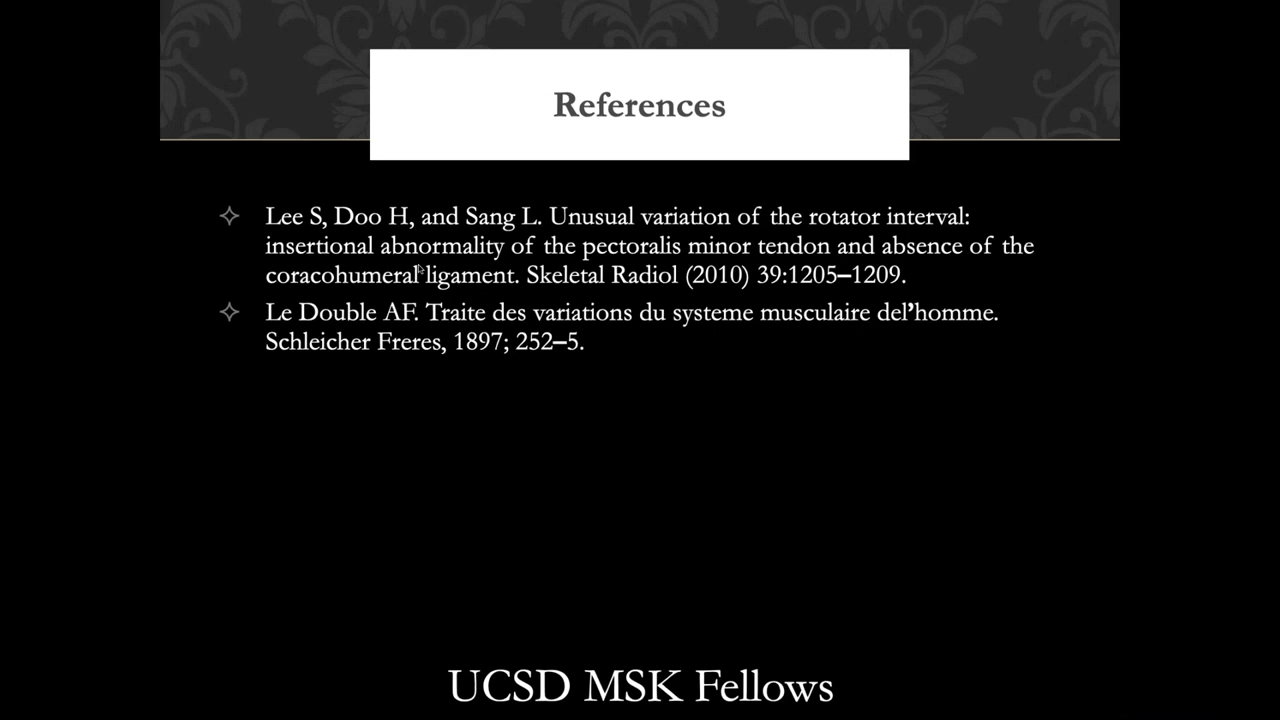 References
Lee S, Doo H, and Sang L. Unusual variation of the rotator interval:
insertional abnormality of the pectoralis minor tendon and absence of the
coracohumeral ligament. Skeletal Radiol (2010) 39:1205–1209.
Le Double AF. Traite des variations du systeme musculaire del’homme.
Schleicher Freres, 1897; 252–5.
UCSD MSK Fellows